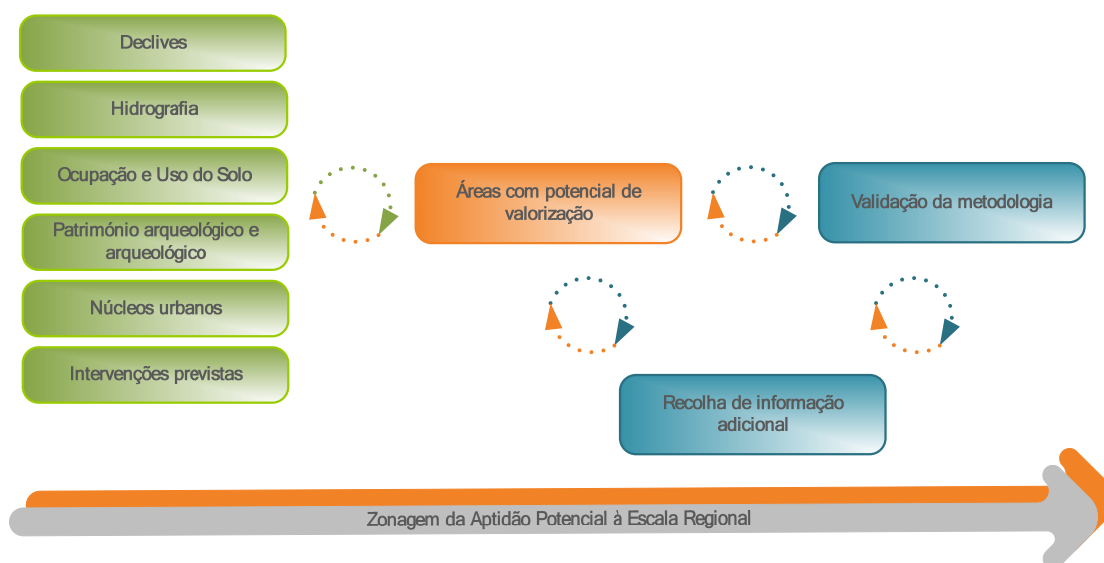 Declives
Hidrografia
Ocupação e Uso do Solo
Património arqueológico e
arqueológico
Núcleos urbanos
Intervenções previstas
Áreas com potencial de
valorização
Validação da metodologia
Recolha de informação
adicional
Zonagem da Aptidão Potencial à Escala Regional